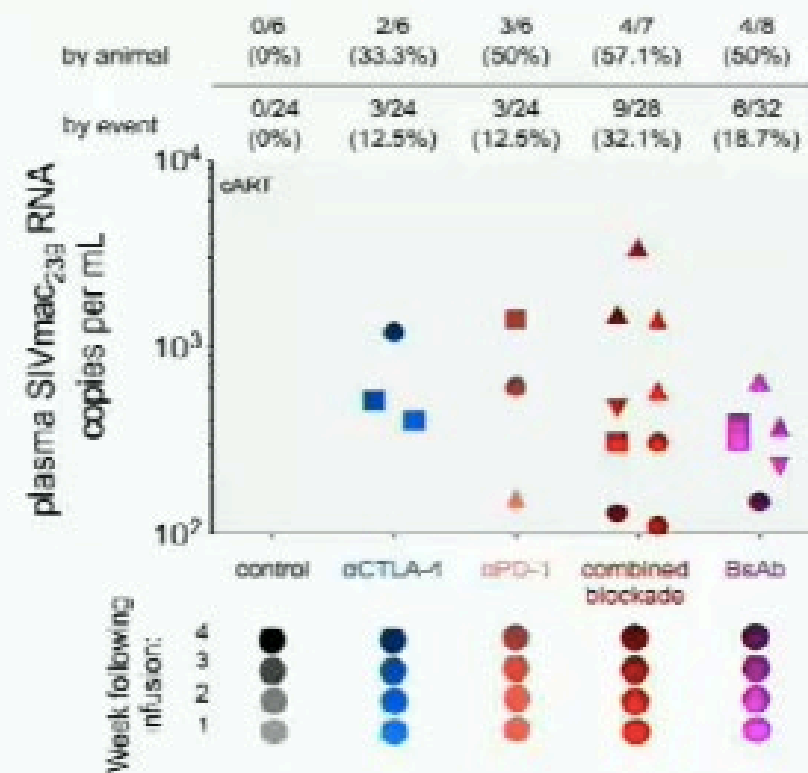 0/6 2/6 3/6 4/7 4/8
by animal (0%) (33.3%) (50%) (57.1%) (50%)
0/24 3/24 3/24 9/28 6/32
by event (0%) (12.5%) (12.5%) (32.1%) (18.7%)
10⁴
cART
plasma SIVmac₂₃₉ RNA
copies per mL
10³
10²
control αCTLA-4 αPD-1 combined BsAb
blockade
Week following
infusion:
4
3
2
1